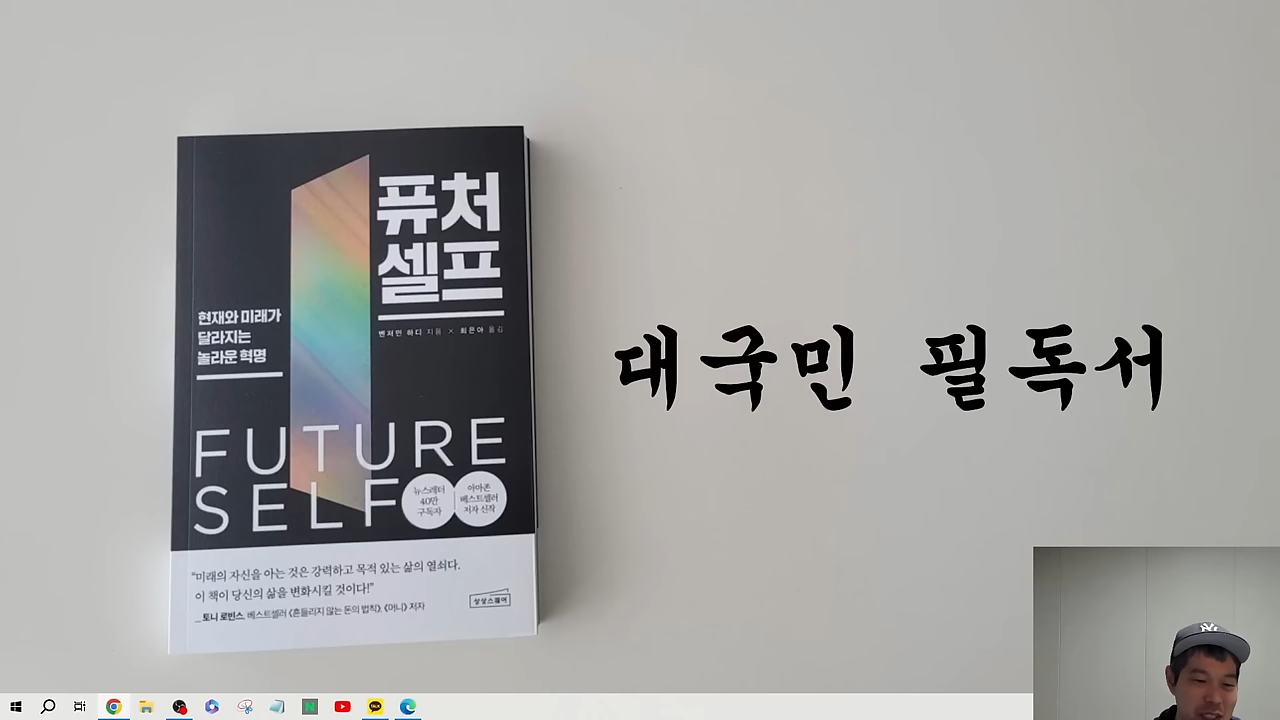 퓨처
셀프
현재와 미래가
달라지는
놀라운 혁명
벤저민 하디 지음 × 최은아 옮김
FUTURE
SELF
뉴스레터
40만
구독자
아마존
베스트셀러
저자 신작
“미래의 자신을 아는 것은 강력하고 목적 있는 삶의 열쇠다.
이 책이 당신의 삶을 변화시킬 것이다!”
_토니 로빈스, 베스트셀러 《흔들리지 않는 돈의 법칙》, 《머니》 저자
상상스퀘어
대국민 필독서
NY
TALK
N